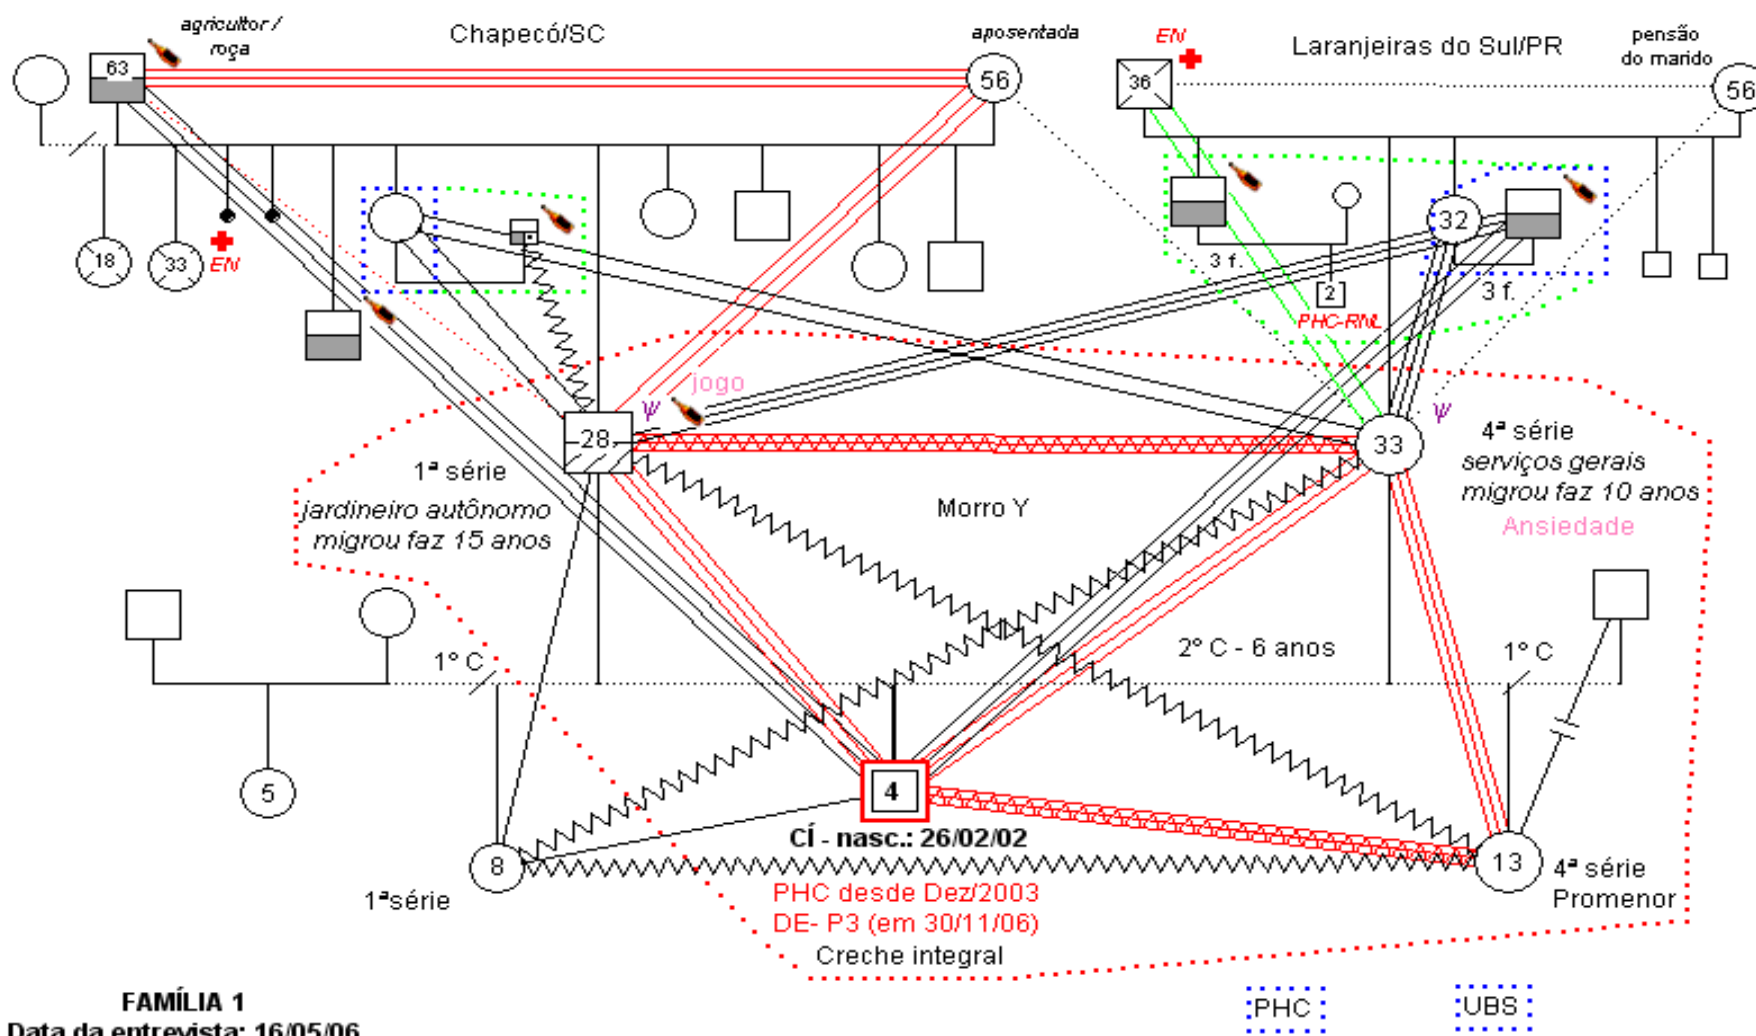 agricultor /
roça
Chapecó/SC
aposentada
EN
Laranjeiras do Sul/PR
pensão
do marido
63
56
36
56
18
33
EN
32
3 f.
3 f.
2
PHC-RNL
jogo
Ψ
Ψ
28
33
1ª série
jardineiro autônomo
migrou faz 15 anos
Morro Y
4ª série
serviços gerais
migrou faz 10 anos
Ansiedade
1º C
2º C - 6 anos
1º C
5
4
CÍ - nasc.: 26/02/02
8
1ªsérie
13
4ª série
Promenor
PHC desde Dez/2003
DE- P3 (em 30/11/06)
Creche integral
FAMÍLIA 1
Data da entrevista: 16/05/06
PHC
UBS